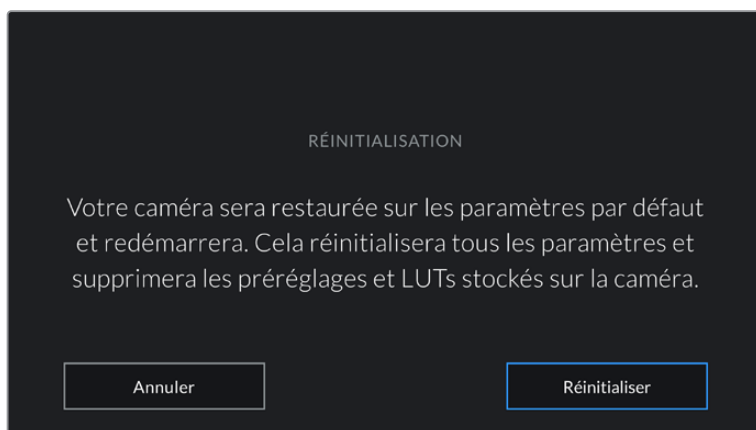 RÉINITIALISATION
Votre caméra sera restaurée sur les paramètres par défaut
et redémarrera. Cela réinitialisera tous les paramètres et
supprimera les préréglages et LUTs stockés sur la caméra.
Annuler
Réinitialiser